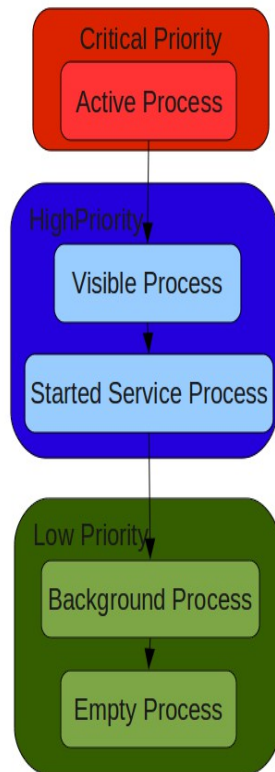 Critical Priority
Active Process
HighPriority
Visible Process
Started Service Process
Low Priority
Background Process
Empty Process